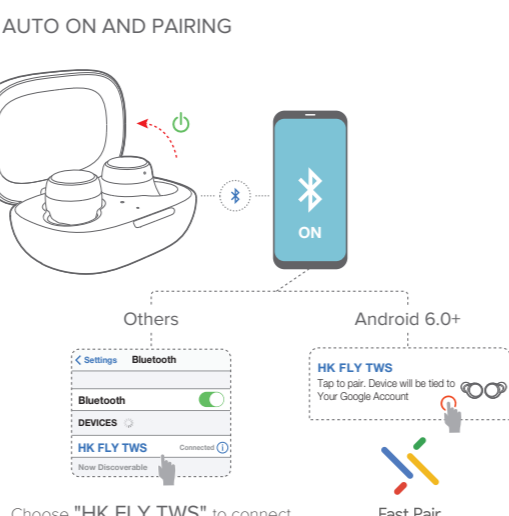 AUTO ON AND PAIRING
ON
Others
Android 6.0+
Settings Bluetooth
Bluetooth
DEVICES
HK FLY TWS Connected
Now Discoverable
HK FLY TWS
Tap to pair. Device will be tied to
Your Google Account
Choose "HK FLY TWS" to connect
Fast Pair